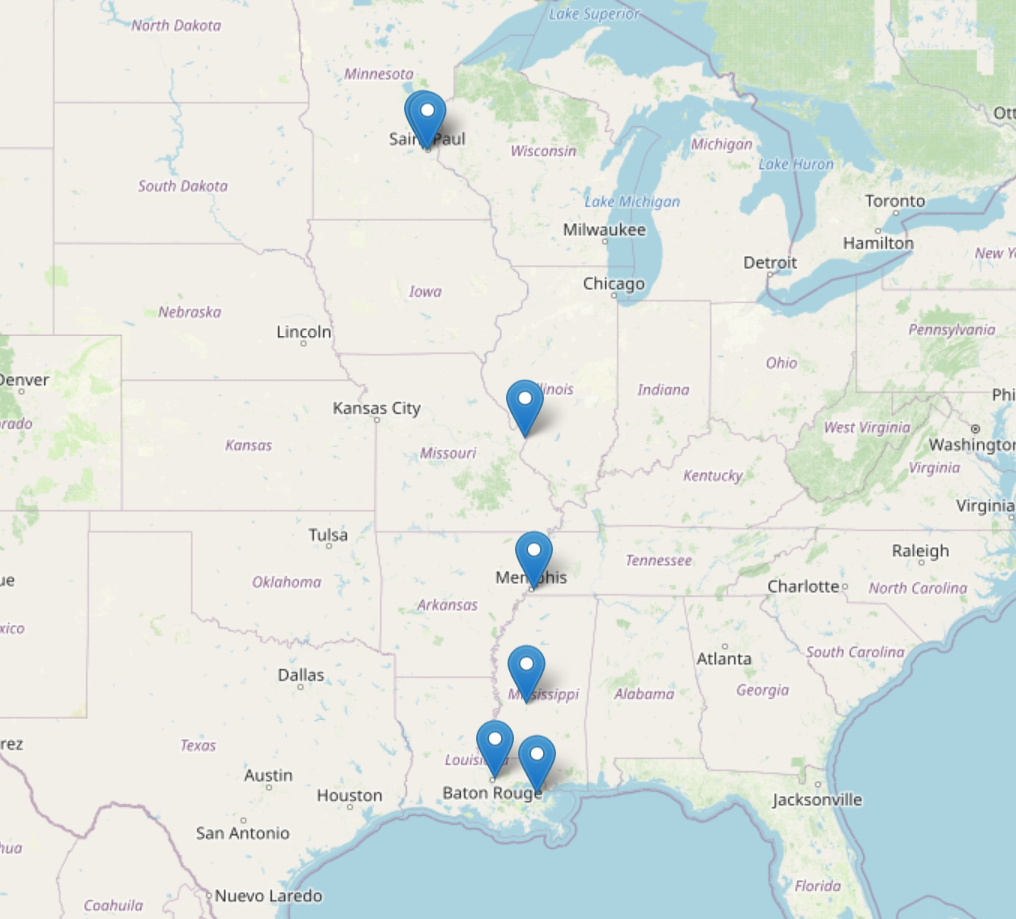 Lake Superior
North Dakota
Minnesota
Ott
Saint Paul
Wisconsin
Michigan
Lake Huron
South Dakota
Lake Michigan
Toronto
Milwaukee
Hamilton
New Y
Detroit
Chicago
Iowa
Nebraska
Lincoln
Pennsylvania
Ohio
Denver
Illinois
Indiana
Phi
Kansas City
orado
West Virginia
Kansas
Missouri
Washington
Virginia
Kentucky
Virginia
Tulsa
Raleigh
Tennessee
ue
Memphis
Oklahoma
Charlotte
North Carolina
Arkansas
xico
South Carolina
Atlanta
Dallas
Mississippi
Alabama
Georgia
rez
Texas
Louisiana
Austin
Baton Rouge
Houston
Jacksonville
San Antonio
hua
Florida
Nuevo Laredo
Coahuila